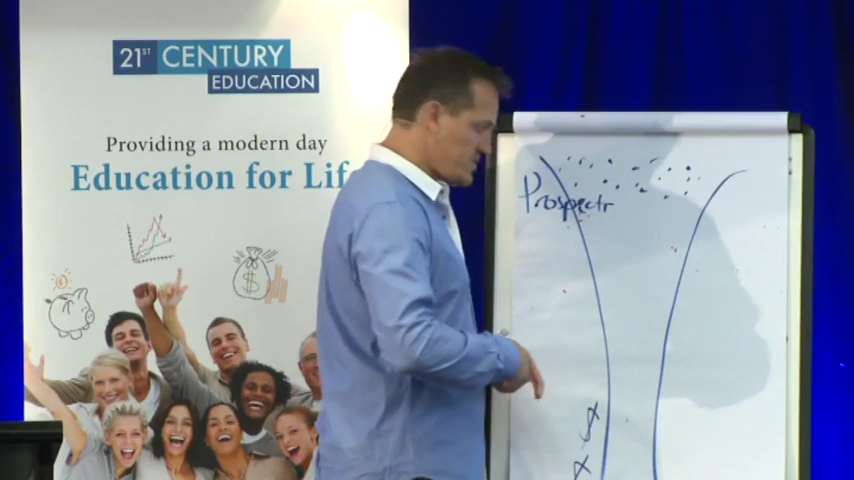 21ST CENTURY
EDUCATION
Providing a modern day
Education for Lif
$
Prospects